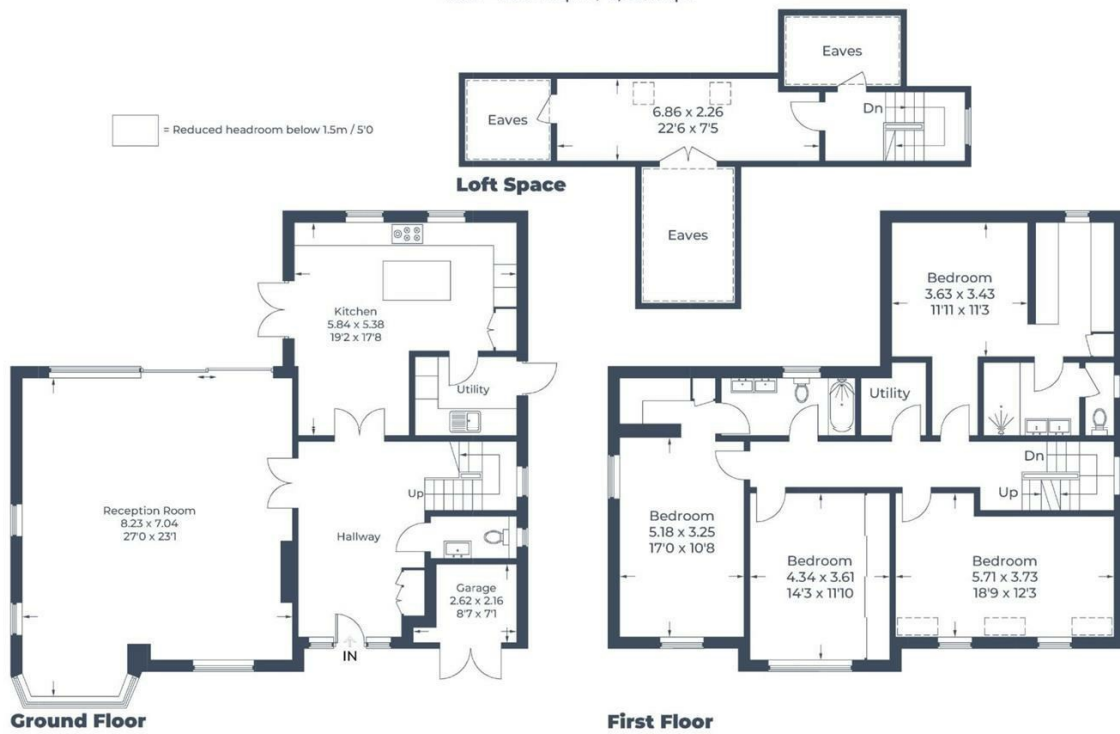 Eaves
Eaves
6.86 x 2.26
22'6 x 7'5
Dn
= Reduced headroom below 1.5m / 5'0
Loft Space
Eaves
Kitchen
5.84 x 5.38
19'2 x 17'8
Utility
Reception Room
8.23 x 7.04
27'0 x 23'1
Up
Hallway
Garage
2.62 x 2.16
8'7 x 7'1
IN
Ground Floor
Bedroom
3.63 x 3.43
11'11 x 11'3
Utility
Dn
Up
Bedroom
5.18 x 3.25
17'0 x 10'8
Bedroom
4.34 x 3.61
14'3 x 11'10
Bedroom
5.71 x 3.73
18'9 x 12'3
First Floor